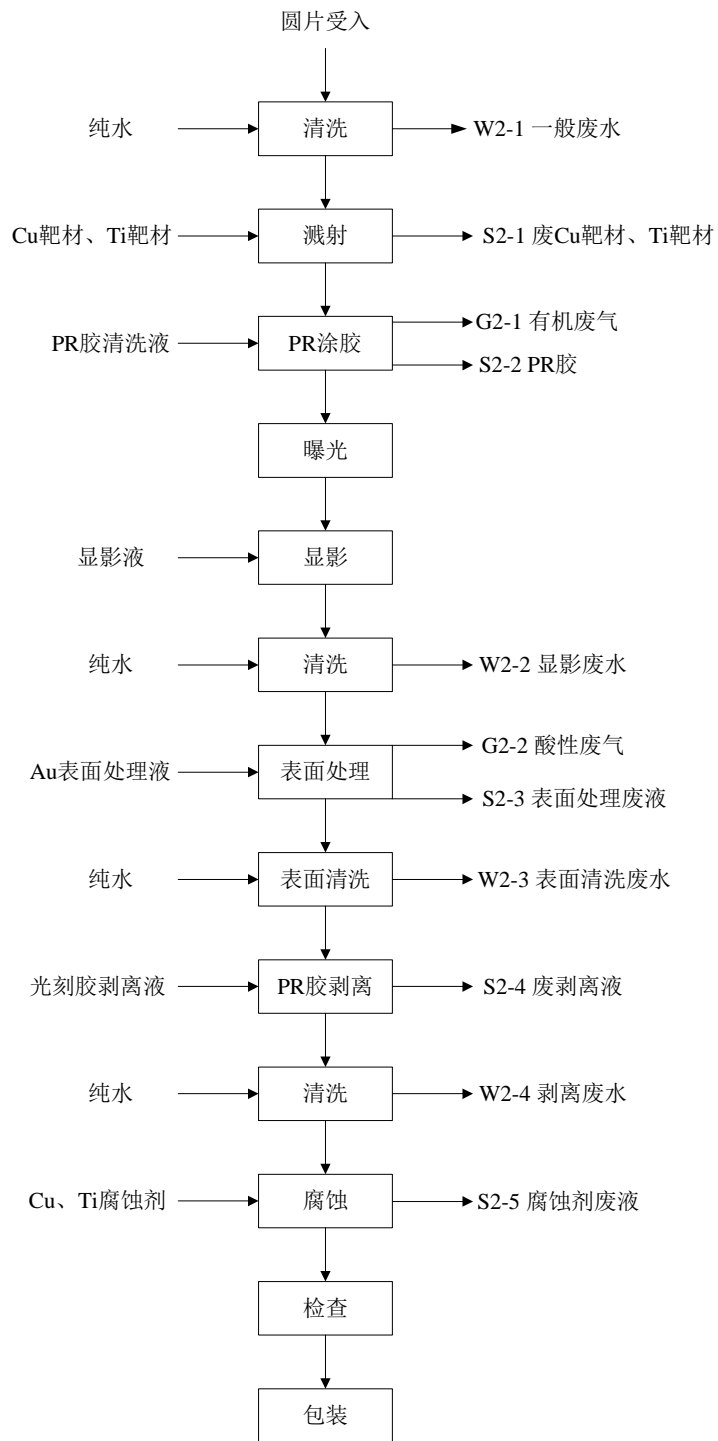 圆片受入
纯水 清洗 W2-1 一般废水
Cu靶材、Ti靶材 溅射 S2-1 废Cu靶材、Ti靶材
G2-1 有机废气
PR胶清洗液 PR涂胶
S2-2 PR胶
曝光
显影液 显影
纯水 清洗 W2-2 显影废水
G2-2 酸性废气
Au表面处理液 表面处理
S2-3 表面处理废液
纯水 表面清洗 W2-3 表面清洗废水
光刻胶剥离液 PR胶剥离 S2-4 废剥离液
纯水 清洗 W2-4 剥离废水
Cu、Ti腐蚀剂 腐蚀 S2-5 腐蚀剂废液
检查
包装